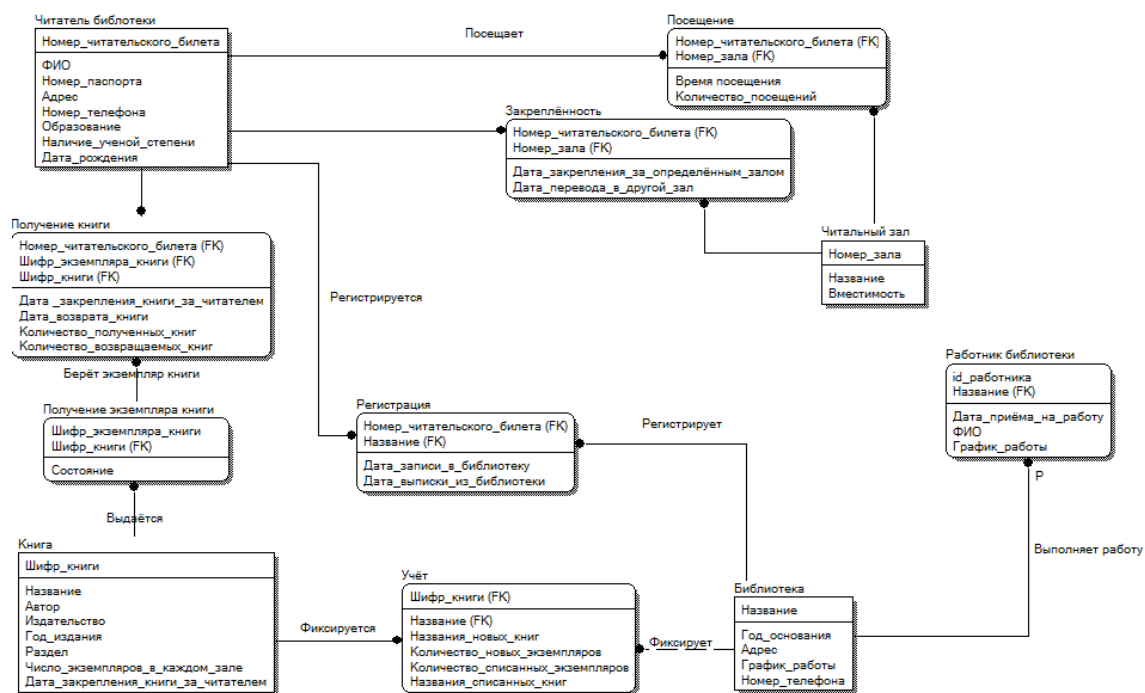 Читатель библотеки
Номер_читательского_билета
ФИО
Номер_паспорта
Адрес
Номер_телефона
Образование
Наличие_ученой_степени
Дата_рождения
Посещает
Посещение
Номер_читательского_билета (FK)
Номер_зала (FK)
Время посещения
Количество_посещений
Закреплённость
Номер_читательского_билета (FK)
Номер_зала (FK)
Дата_закрепления_за_определённым_залом
Дата_перевода_в_другой_зал
Читальный зал
Номер_зала
Название
Вместимость
Получение книги
Номер_читательского_билета (FK)
Шифр_экземпляра_книги (FK)
Шифр_книги (FK)
Дата _закрепления_книги_за_читателем
Дата_возврата_книги
Количество_полученных_книг
Количество_возвращаемых_книг
Регистрируется
Берёт экземпляр книги
Получение экземпляра книги
Шифр_экземпляра_книги
Шифр_книги (FK)
Состояние
Выдаётся
Регистрация
Номер_читательского_билета (FK)
Название (FK)
Дата_записи_в_библиотеку
Дата_выписки_из_библиотеки
Регистрирует
Работник библиотеки
id_работника
Название (FK)
Дата_приёма_на_работу
ФИО
График_работы
P
Выполняет работу
Книга
Шифр_книги
Название
Автор
Издательство
Год_издания
Раздел
Число_экземпляров_в_каждом_зале
Дата_закрепления_книги_за_читателем
Фиксируется
Учёт
Шифр_книги (FK)
Название (FK)
Названия_новых_книг
Количество_новых_экземпляров
Количество_списанных_экземпляров
Названия_списанных_книг
Фиксирует
Библиотека
Название
Год_основания
Адрес
График_работы
Номер_телефона